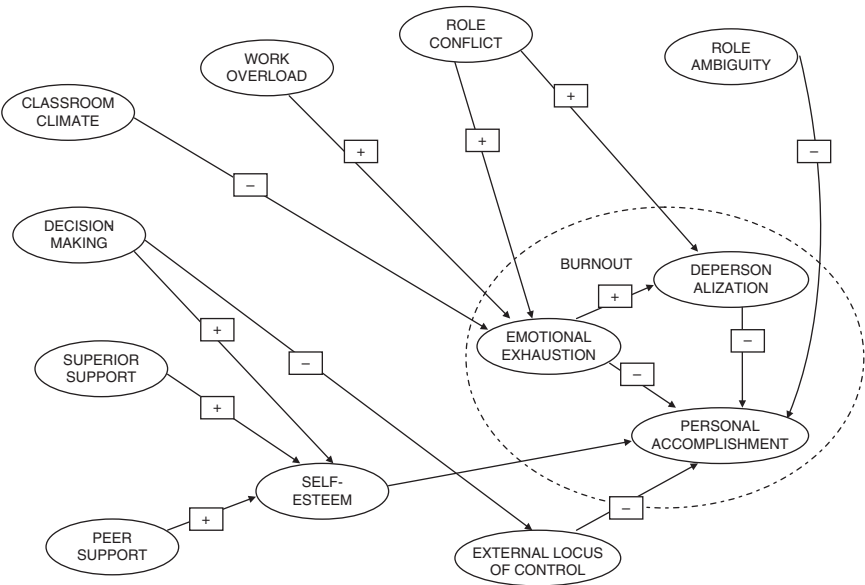 ROLE
CONFLICT
ROLE
AMBIGUITY
WORK
OVERLOAD
CLASSROOM
CLIMATE
+
+
+
–
–
DECISION
MAKING
BURNOUT
DEPERSON
ALIZATION
+
+
EMOTIONAL
EXHAUSTION
–
–
–
SUPERIOR
SUPPORT
+
PERSONAL
ACCOMPLISHMENT
SELF-
ESTEEM
+
–
PEER
SUPPORT
EXTERNAL LOCUS
OF CONTROL